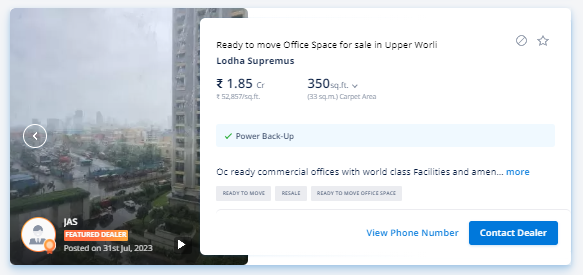 Ready to move Office Space for sale in Upper Worli
Lodha Supremus
₹ 1.85 Cr
₹ 52,857/sq.ft.
350sq.ft.
(33 sq.m.) Carpet Area
Power Back-Up
Oc ready commercial offices with world class Facilities and amen... more
READY TO MOVE
RESALE
READY TO MOVE OFFICE SPACE
JAS
FEATURED DEALER
Posted on 31st Jul, 2023
View Phone Number
Contact Dealer